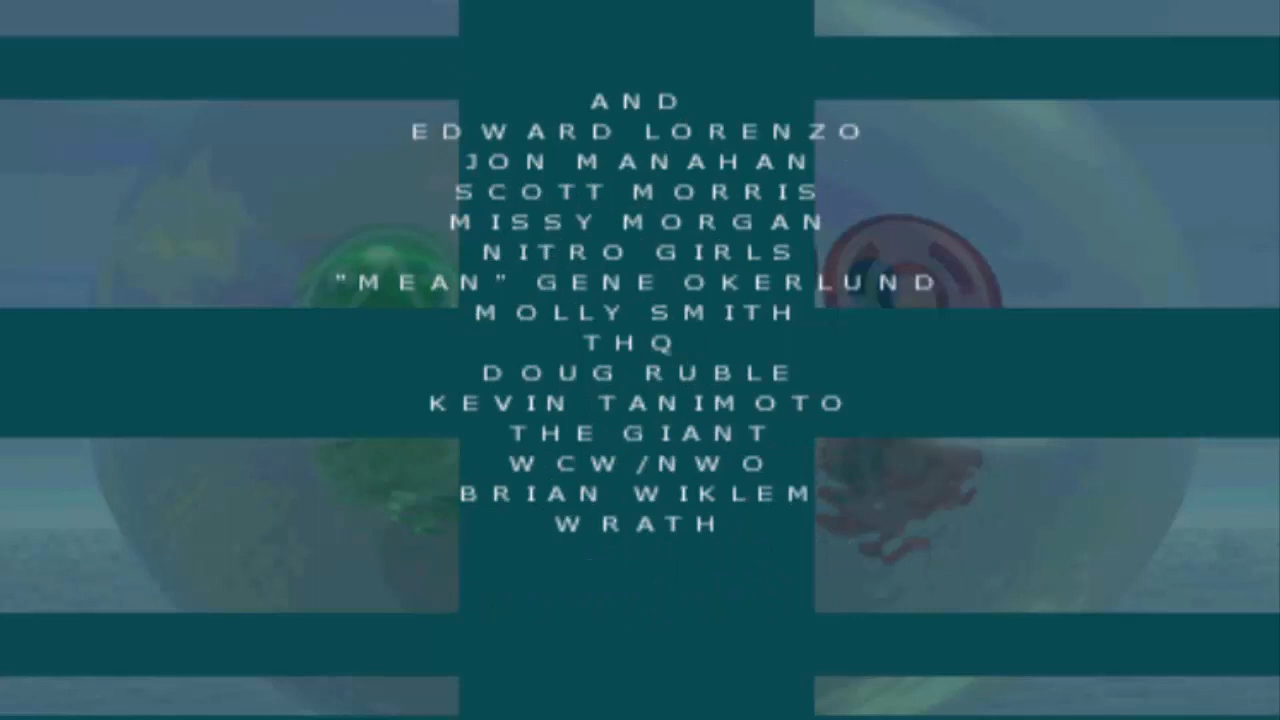 AND
EDWARD LORENZO
JON MANAHAN
SCOTT MORRIS
MISSY MORGAN
NITRO GIRLS
"MEAN" GENE OKERLUND
MOLLY SMITH
THQ
DOUG RUBLE
KEVIN TANIMOTO
THE GIANT
WCW/NWO
BRIAN WIKLEM
WRATH